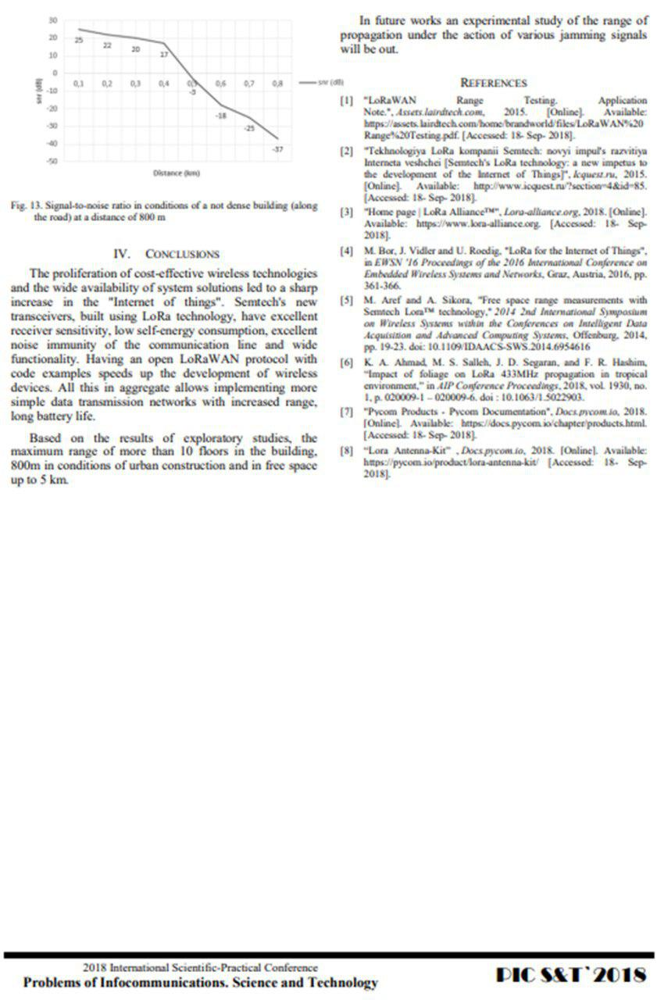 30
20
10
0
-10
-20
-30
-40
-50
snr (dB)
25
22
20
17
-3
-18
-25
-37
0,1 0,2 0,3 0,4 0,5 0,6 0,7 0,8
snr (dB)
Distance (km)
Fig. 13. Signal-to-noise ratio in conditions of a not dense building (along
the road) at a distance of 800 m
IV. CONCLUSIONS
The proliferation of cost-effective wireless technologies
and the wide availability of system solutions led to a sharp
increase in the "Internet of things". Semtech's new
transceivers, built using LoRa technology, have excellent
receiver sensitivity, low self-energy consumption, excellent
noise immunity of the communication line and wide
functionality. Having an open LoRaWAN protocol with
code examples speeds up the development of wireless
devices. All this in aggregate allows implementing more
simple data transmission networks with increased range,
long battery life.
Based on the results of exploratory studies, the
maximum range of more than 10 floors in the building,
800m in conditions of urban construction and in free space
up to 5 km.
In future works an experimental study of the range of
propagation under the action of various jamming signals
will be out.
REFERENCES
[1] "LoRaWAN Range Testing. Application
Note.", Assets.lairdtech.com, 2015. [Online]. Available:
https://assets.lairdtech.com/home/brandworld/files/LoRaWAN%20
Range%20Testing.pdf. [Accessed: 18- Sep- 2018].
[2] "Tekhnologiya LoRa kompanii Semtech: novyi impul's razvitiya
Interneta veshchei [Semtech's LoRa technology: a new impetus to
the development of the Internet of Things]", Icquest.ru, 2015.
[Online]. Available: http://www.icquest.ru/?section=4&id=85.
[Accessed: 18- Sep- 2018].
[3] "Home page | LoRa Alliance™", Lora-alliance.org, 2018. [Online].
Available: https://www.lora-alliance.org. [Accessed: 18- Sep-
2018].
[4] M. Bor, J. Vidler and U. Roedig, "LoRa for the Internet of Things",
in EWSN '16 Proceedings of the 2016 International Conference on
Embedded Wireless Systems and Networks, Graz, Austria, 2016, pp.
361-366.
[5] M. Aref and A. Sikora, "Free space range measurements with
Semtech Lora™ technology," 2014 2nd International Symposium
on Wireless Systems within the Conferences on Intelligent Data
Acquisition and Advanced Computing Systems, Offenburg, 2014,
pp. 19-23. doi: 10.1109/IDAACS-SWS.2014.6954616
[6] K. A. Ahmad, M. S. Salleh, J. D. Segaran, and F. R. Hashim,
"Impact of foliage on LoRa 433MHz propagation in tropical
environment," in AIP Conference Proceedings, 2018, vol. 1930, no.
1, p. 020009-1 – 020009-6. doi : 10.1063/1.5022903.
[7] "Pycom Products - Pycom Documentation", Docs.pycom.io, 2018.
[Online]. Available: https://docs.pycom.io/chapter/products.html.
[Accessed: 18- Sep- 2018].
[8] "Lora Antenna-Kit" , Docs.pycom.io, 2018. [Online]. Available:
https://pycom.io/product/lora-antenna-kit/ [Accessed: 18- Sep-
2018].
2018 International Scientific-Practical Conference
Problems of Infocommunications. Science and Technology
PIC S&T`2018